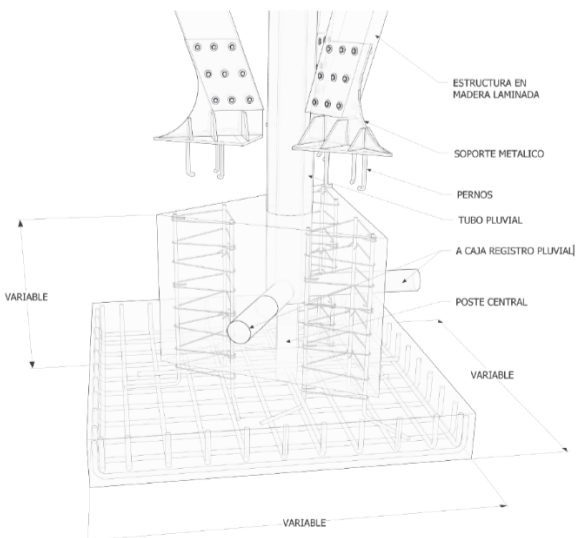 ESTRUCTURA EN
MADERA LAMINADA
SOPORTE METALICO
PERNOS
TUBO PLUVIAL
A CAJA REGISTRO PLUVIAL
POSTE CENTRAL
VARIABLE
VARIABLE
VARIABLE